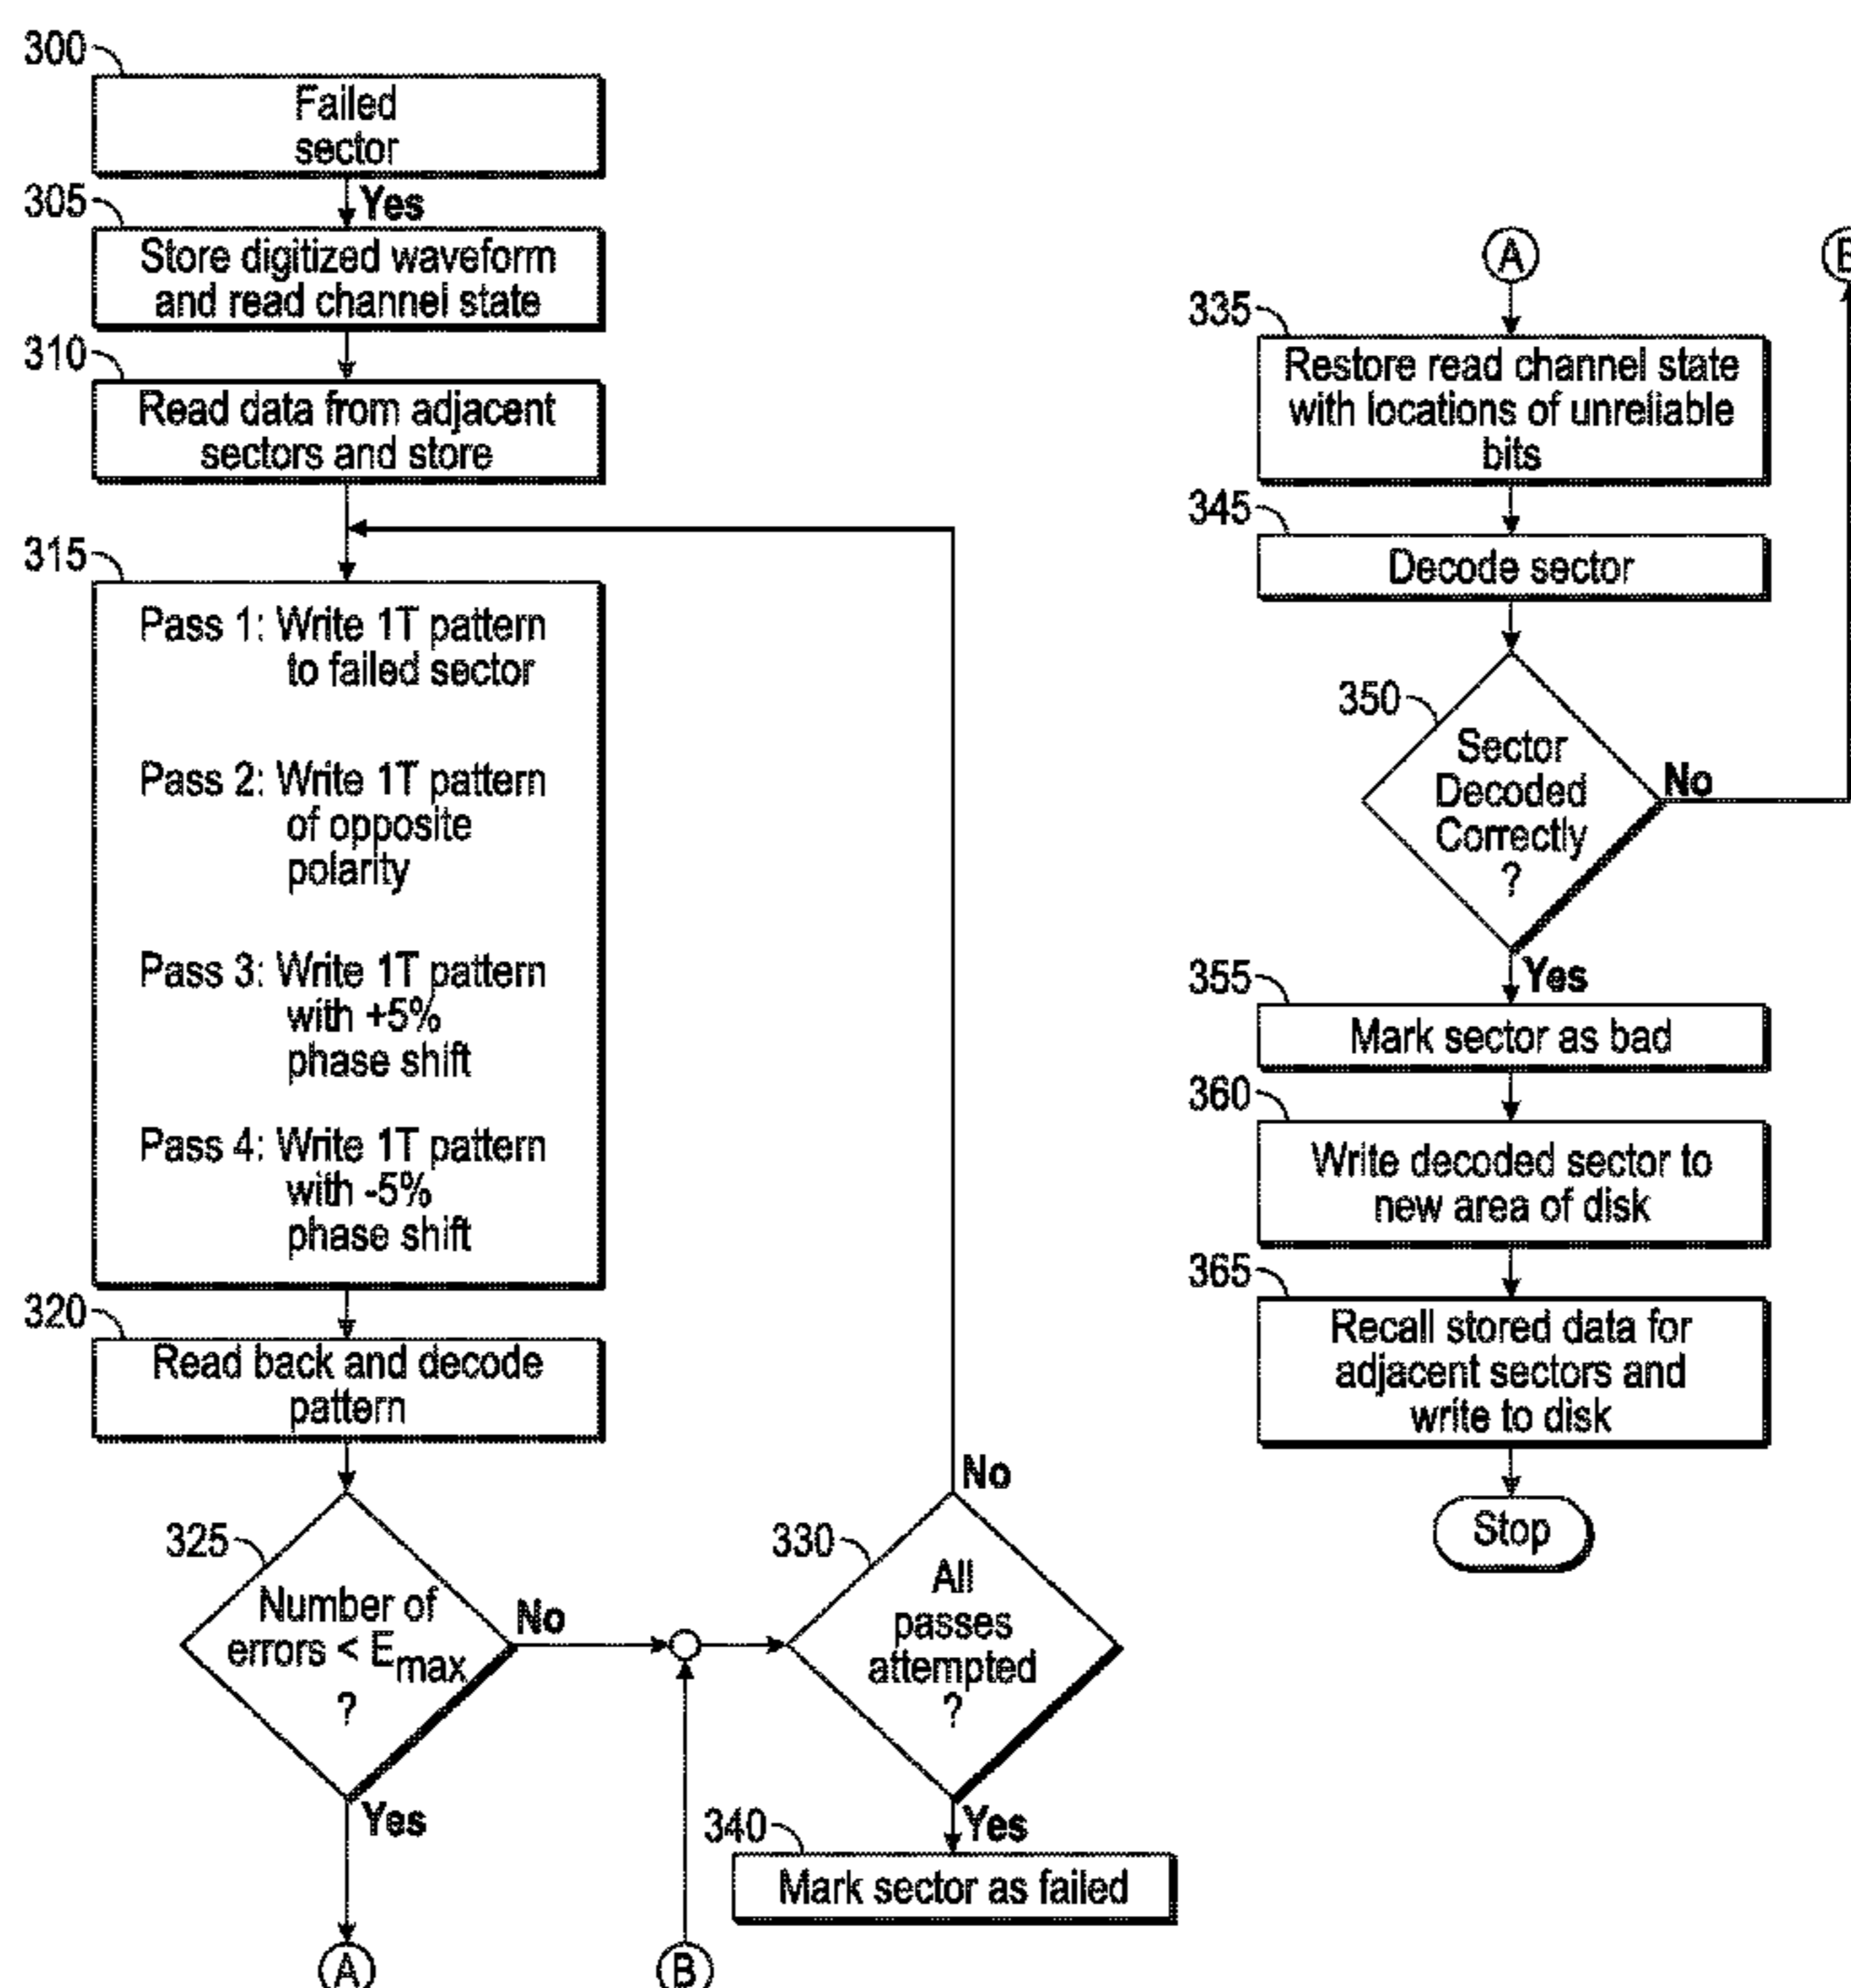 300
Failed
sector
Yes
305
Store digitized waveform
and read channel state
310
Read data from adjacent
sectors and store
315
Pass 1: Write 1T pattern
to failed sector
Pass 2: Write 1T pattern
of opposite
polarity
Pass 3: Write 1T pattern
with +5%
phase shift
Pass 4: Write 1T pattern
with -5%
phase shift
320
Read back and decode
pattern
325
Number of
errors < Emax
?
No
Yes
A
B
330
All
passes
attempted
?
No
Yes
340
Mark sector as failed
A
B
335
Restore read channel state
with locations of unreliable
bits
345
Decode sector
350
Sector
Decoded
Correctly
?
No
Yes
355
Mark sector as bad
360
Write decoded sector to
new area of disk
365
Recall stored data for
adjacent sectors and
write to disk
Stop